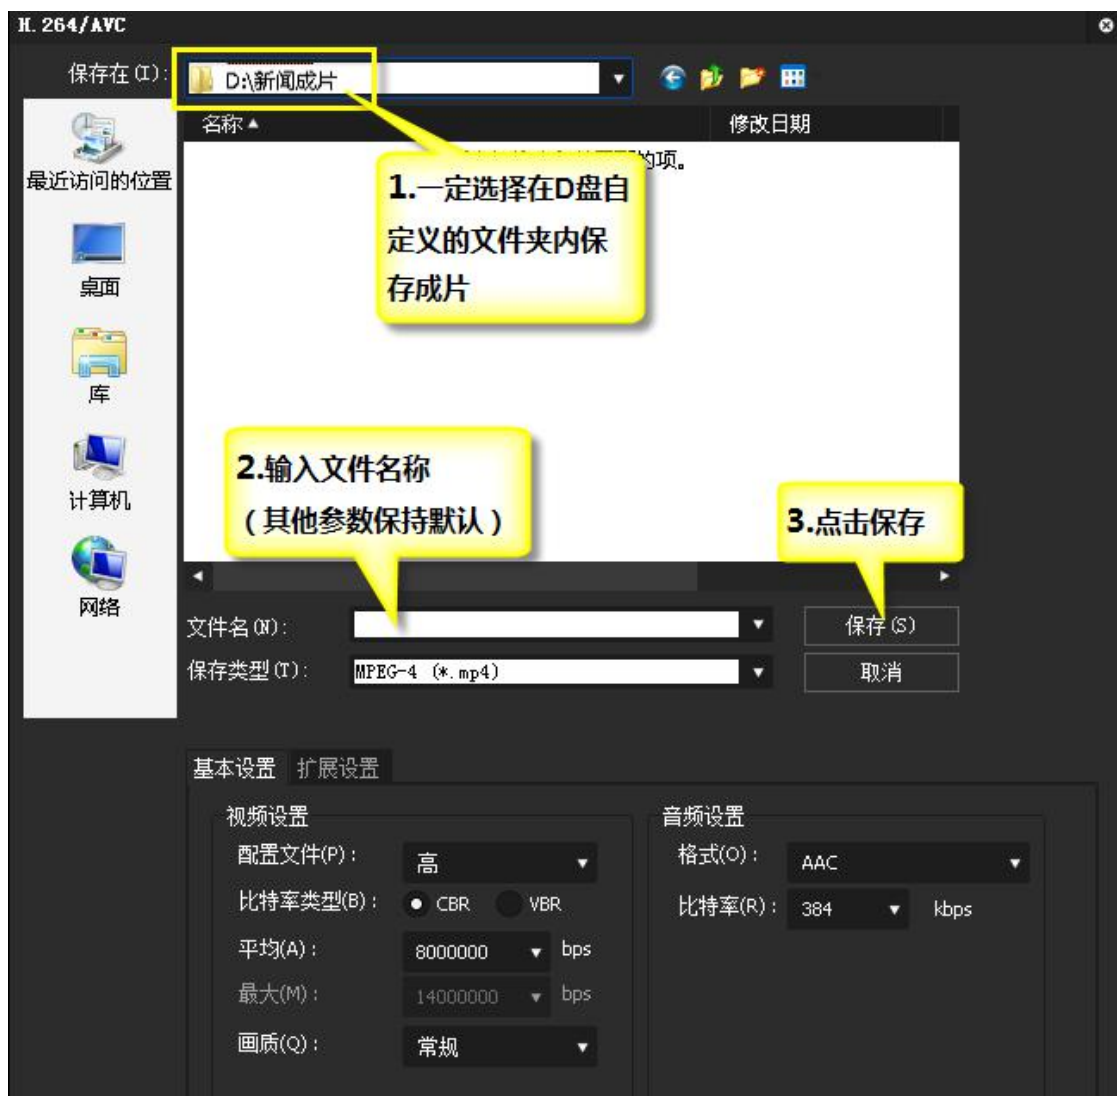 H.264/AVC
保存在(I):
D:\新闻成片
名称
修改日期
的项。
最近访问的位置
1.一定选择在D盘自
定义的文件夹内保
存成片
桌面
库
计算机
网络
2.输入文件名称
(其他参数保持默认)
3.点击保存
文件名(N):
保存(S)
保存类型(T):
MPEG-4 (*.mp4)
取消
基本设置 扩展设置
视频设置
配置文件(P): 高
比特率类型(B): CBR VBR
平均(A): 8000000 bps
最大(M): 14000000 bps
画质(Q): 常规
音频设置
格式(O): AAC
比特率(R): 384 kbps